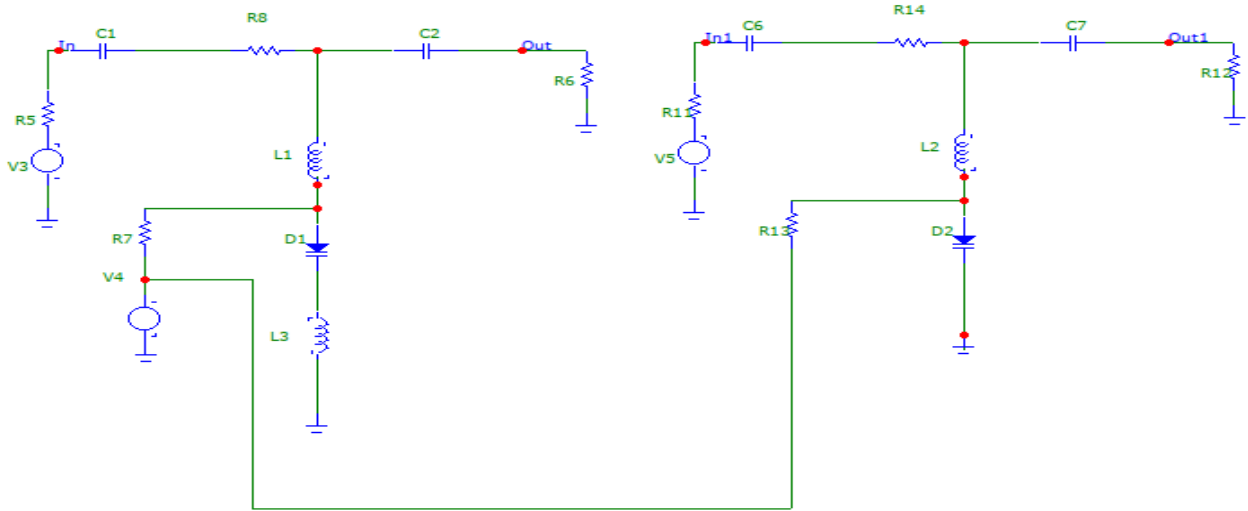 R8
R14
In
C1
C2
Out
In1
C6
C7
Out1
R6
R12
R5
R11
V3
L1
V5
L2
R7
D1
R13
D2
V4
L3